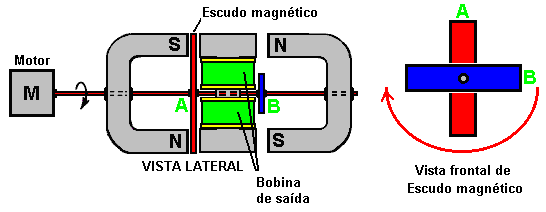 Escudo magnético
Motor
M
S
N
A
B
N
S
VISTA LATERAL
Bobina
de saída
A
B
Vista frontal de
Escudo magnético